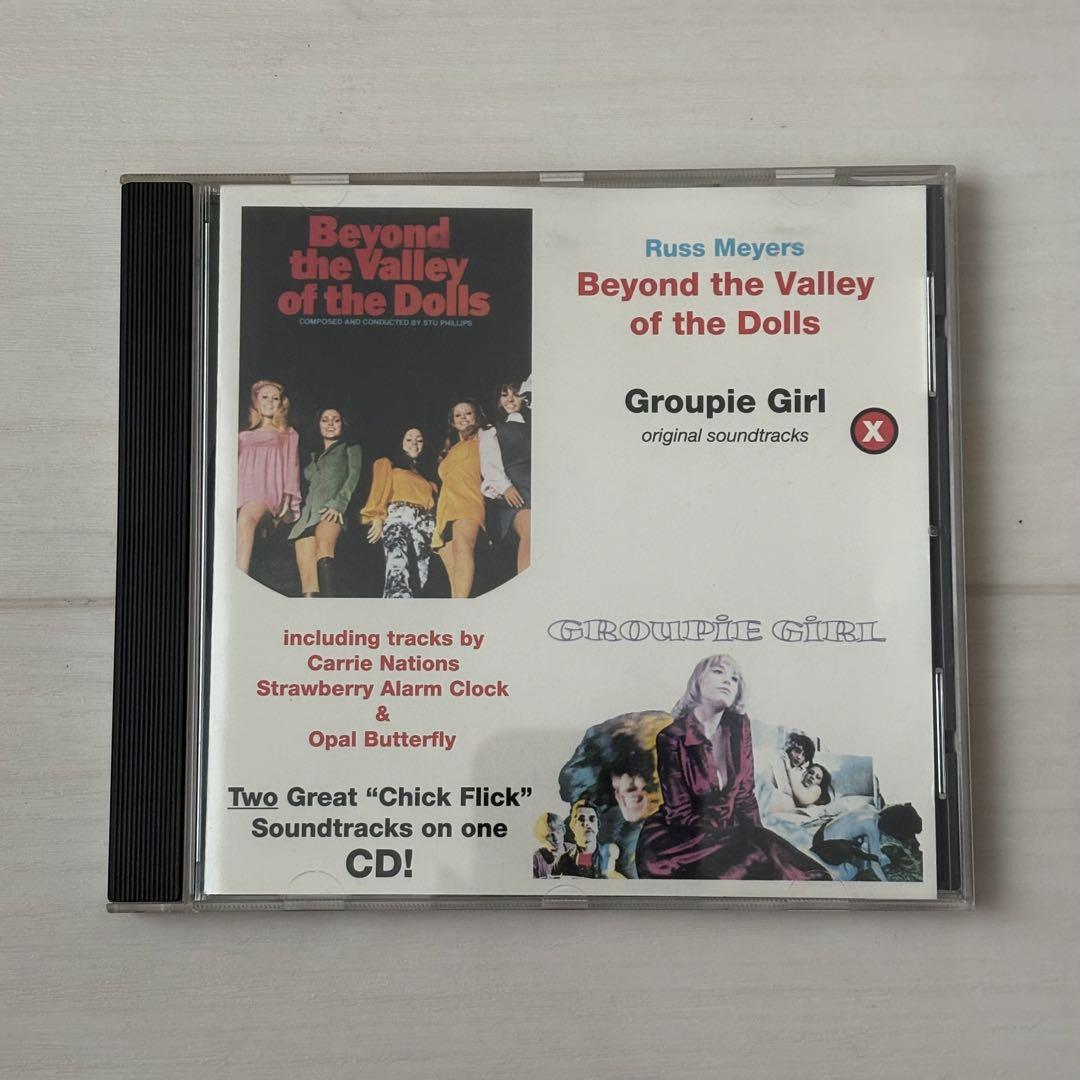 Beyond
the Valley
of the Dolls
COMPOSED AND CONDUCTED BY STU PHILLIPS
Russ Meyers
Beyond the Valley
of the Dolls
Groupie Girl
original soundtracks
X
including tracks by
Carrie Nations
Strawberry Alarm Clock
&
Opal Butterfly
Two Great “Chick Flick”
Soundtracks on one
CD!
GROUPiE GiRL